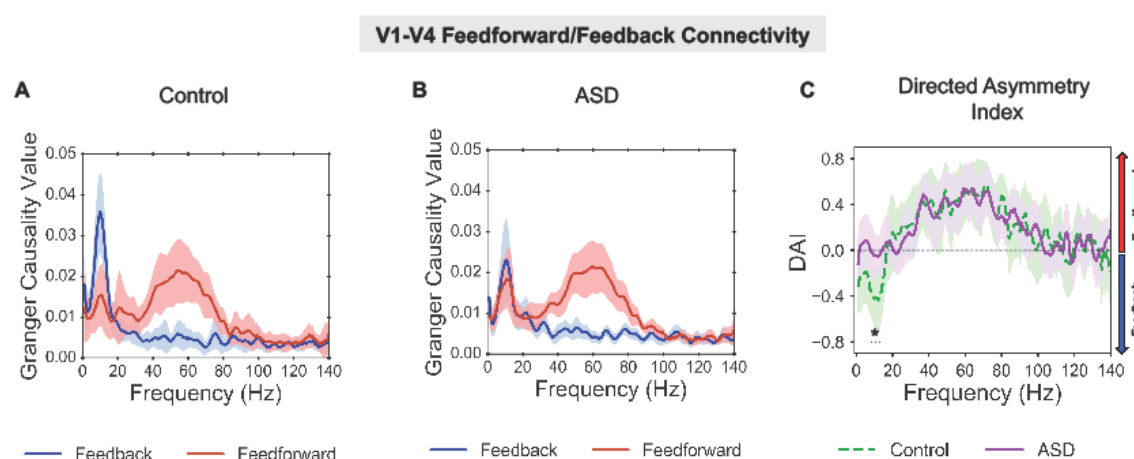 V1-V4 Feedforward/Feedback Connectivity
A
Control
Granger Causality Value
0.05
0.04
0.03
0.02
0.01
0.00
0 20 40 60 80 100 120 140
Frequency (Hz)
Feedback Feedforward
B
ASD
Granger Causality Value
0.05
0.04
0.03
0.02
0.01
0.00
0 20 40 60 80 100 120 140
Frequency (Hz)
Feedback Feedforward
C
Directed Asymmetry
Index
DAI
0.8
0.4
0.0
−0.4
−0.8
*
0 20 40 60 80 100 120 140
Frequency (Hz)
Control ASD